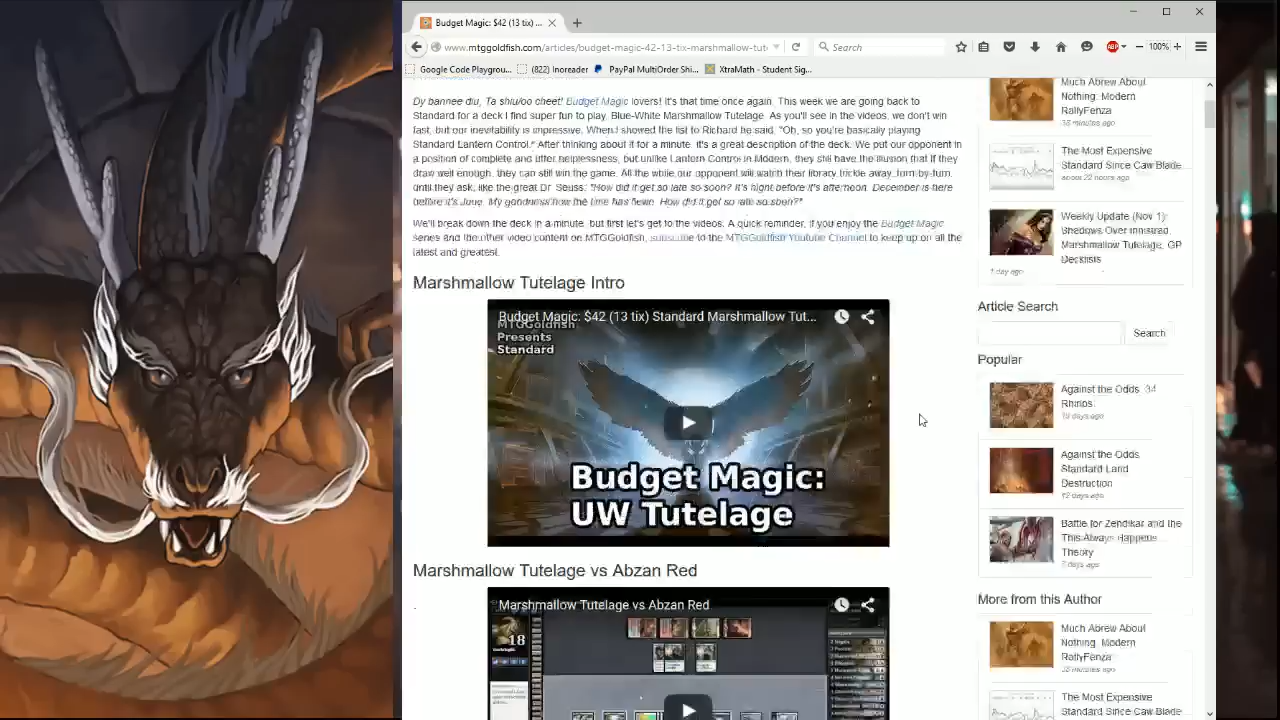 Budget Magic: $42 (13 tix) ...
www.mtggoldfish.com/articles/budget-magic-42-13-tix-marshmallow-tut
Search
100%
Google Code Playgrou...
(822) Inoreader
PayPal MultiOrder Shi...
XtraMath - Student Sig...
Budget Magic lovers! It's that time once again. This week we are going back to
Standard for a deck I find super fun to play, Blue-White Marshmallow Tutelage. As you'll see in the videos, we don't win
fast, but our inevitability is impressive. When I showed the list to Richard he said, "Oh, so you're basically playing
Standard Lantern Control." After thinking about it for a minute, it's a great description of the deck. We put our opponent in
a position of complete and utter helplessness, but unlike Lantern Control in Modern, they still have the illusion that if they
draw well enough, they can still win the game. All the while our opponent will watch their library trickle away turn-by-turn
until they ask, like the great Dr Seuss: "How did it get so late so soon? It's night before it's afternoon. December is here
before it's June. My goodness how the time has flewn. How did it get so late so soon?"
We'll break down the deck in a minute, but first let's get to the videos. A quick reminder, if you enjoy the Budget Magic
series and the other video content on MTGGoldfish, subscribe to the MTGGoldfish Youtube Channel to keep up on all the
latest and greatest.
Marshmallow Tutelage Intro
Budget Magic: $42 (13 tix) Standard Marshmallow Tut...
MTGGoldfish
Presents
Standard
Budget Magic:
UW Tutelage
Marshmallow Tutelage vs Abzan Red
Marshmallow Tutelage vs Abzan Red
18
Much Abrew About
Nothing: Modern
RallyFenza
minutes ago
The Most Expensive
Standard Since Caw Blade
about 22 hours ago
Weekly Update (Nov 1):
Shadows Over Innistrad,
Marshmallow Tutelage, GP
Decklists
1 day ago
Article Search
Search
Popular
Against the Odds:
Rhinos
days ago
Against the Odds:
Standard Land
Destruction
days ago
Battle for Zendikar and the
This Always Happens
Theory
days ago
More from this Author
Much Abrew About
Nothing: Modern
RallyFenza
minutes ago
The Most Expensive
Standard Since Caw Blade